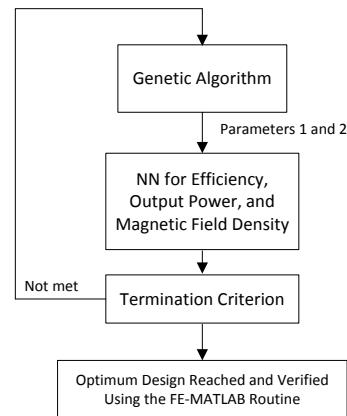 Genetic Algorithm
Parameters 1 and 2
NN for Efficiency,
Output Power, and
Magnetic Field Density
Not met
Termination Criterion
Optimum Design Reached and Verified
Using the FE-MATLAB Routine